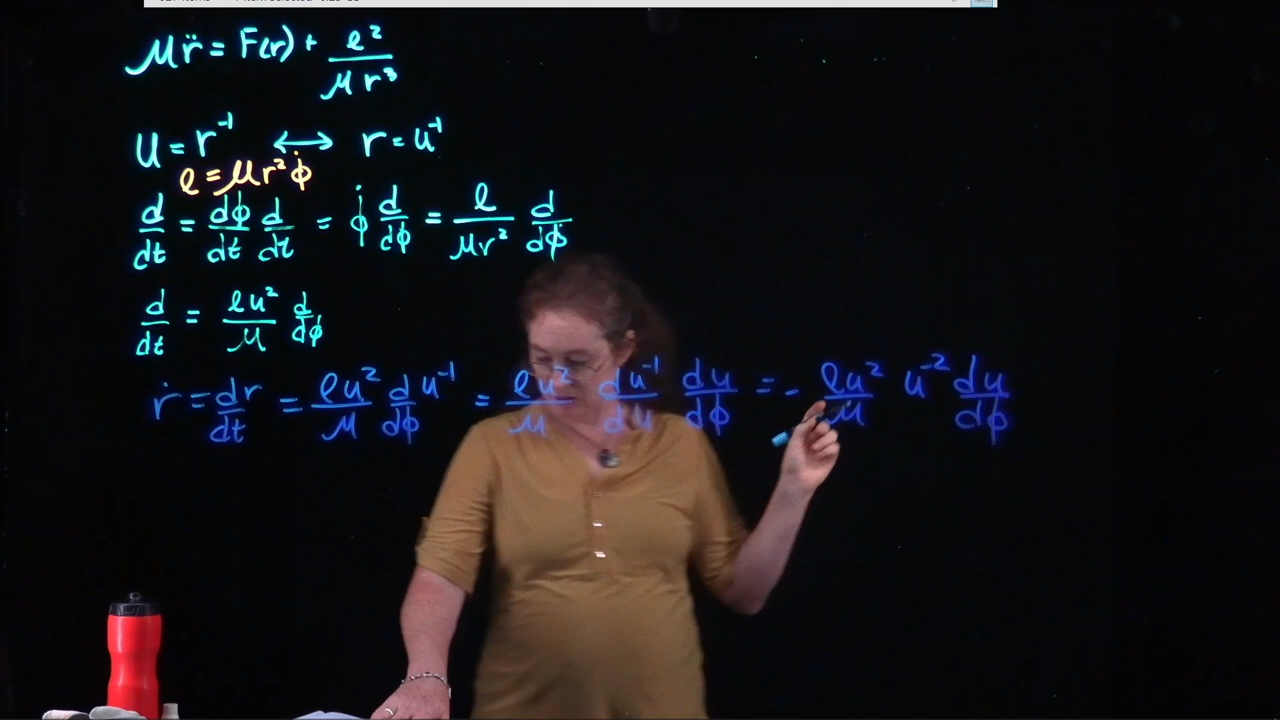 μr̈ = F(r) + ℓ²/μr³
u = r⁻¹ ⟷ r = u⁻¹
ℓ = μr²φ̇
d/dt = dφ/dt d/dt = φ̇ d/dφ = ℓ/μr² d/dφ
d/dt = ℓu²/μ d/dφ
ṙ = dr/dt = ℓu²/μ d/dφ u⁻¹ = ℓu²/μ du⁻¹/du du/dφ = - ℓu²/μ u⁻² du/dφ